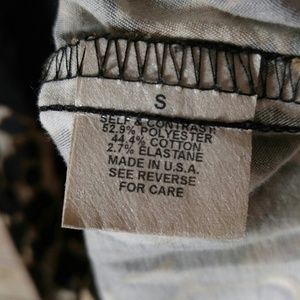 S
SELF & CONTRAST
52.9% POLYESTER
44.4% COTTON
2.7% ELASTANE
MADE IN U.S.A.
SEE REVERSE
FOR CARE